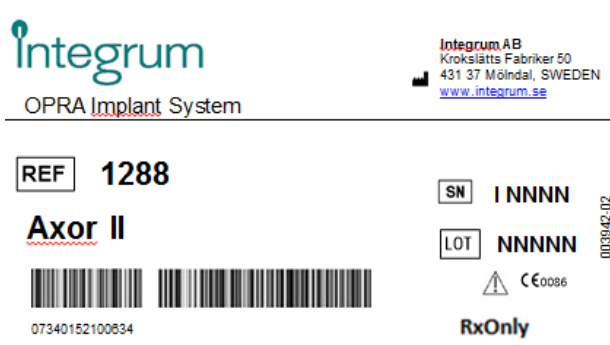 Integrum
OPRA Implant System
Integrum AB
Krokslätts Fabriker 50
431 37 Mölndal, SWEDEN
www.integrum.se
REF 1288
Axor II
07340152100634
SN I NNNN
LOT NNNNN
CE0086
RxOnly
003942-02